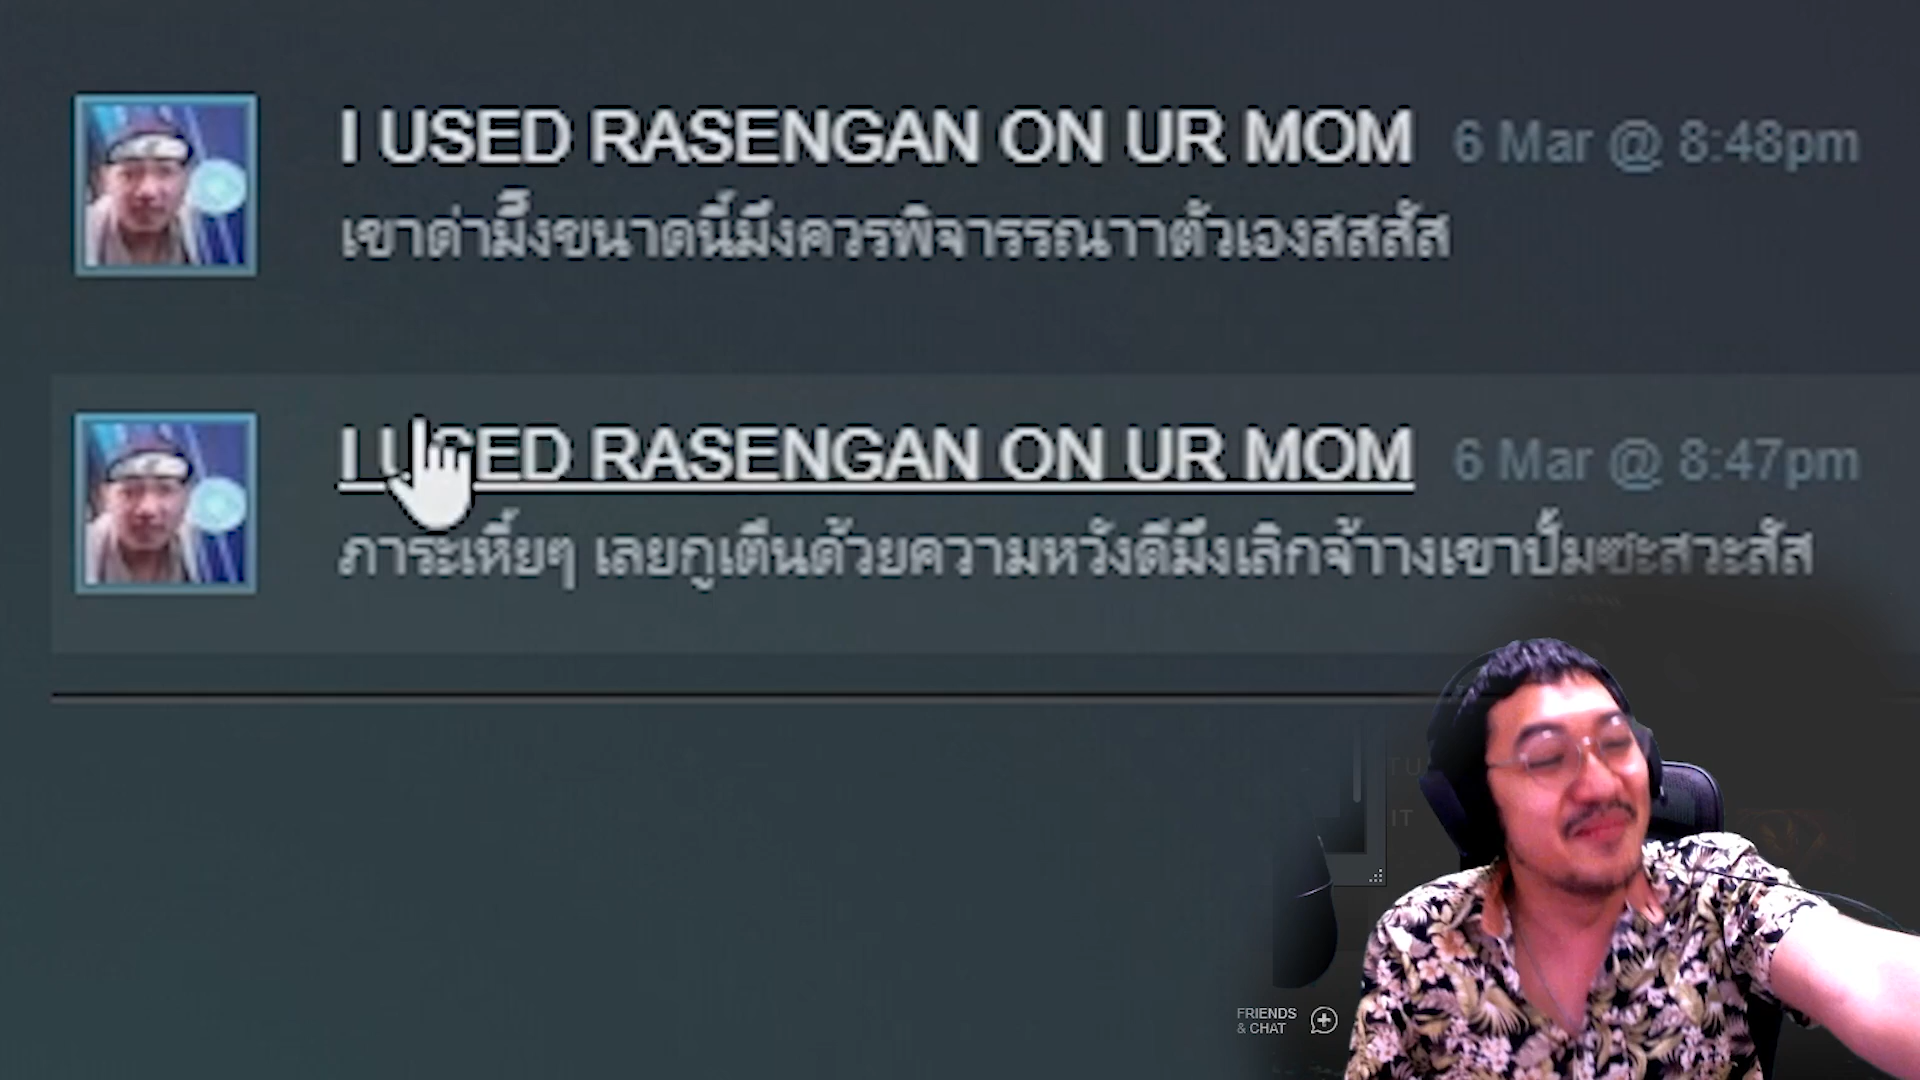 I USED RASENGAN ON UR MOM 6 Mar @ 8:48pm
เขาด่ามึงขนาดนี้มึงควรพิจารรณาาตัวเองสสสัส
I USED RASENGAN ON UR MOM 6 Mar @ 8:47pm
ภาระเหี้ยๆ เลยกูเตืนด้วยความหวังดีมึงเลิกจ้าางเขาปั้มซะสวะสัส
IT
FRIENDS
& CHAT